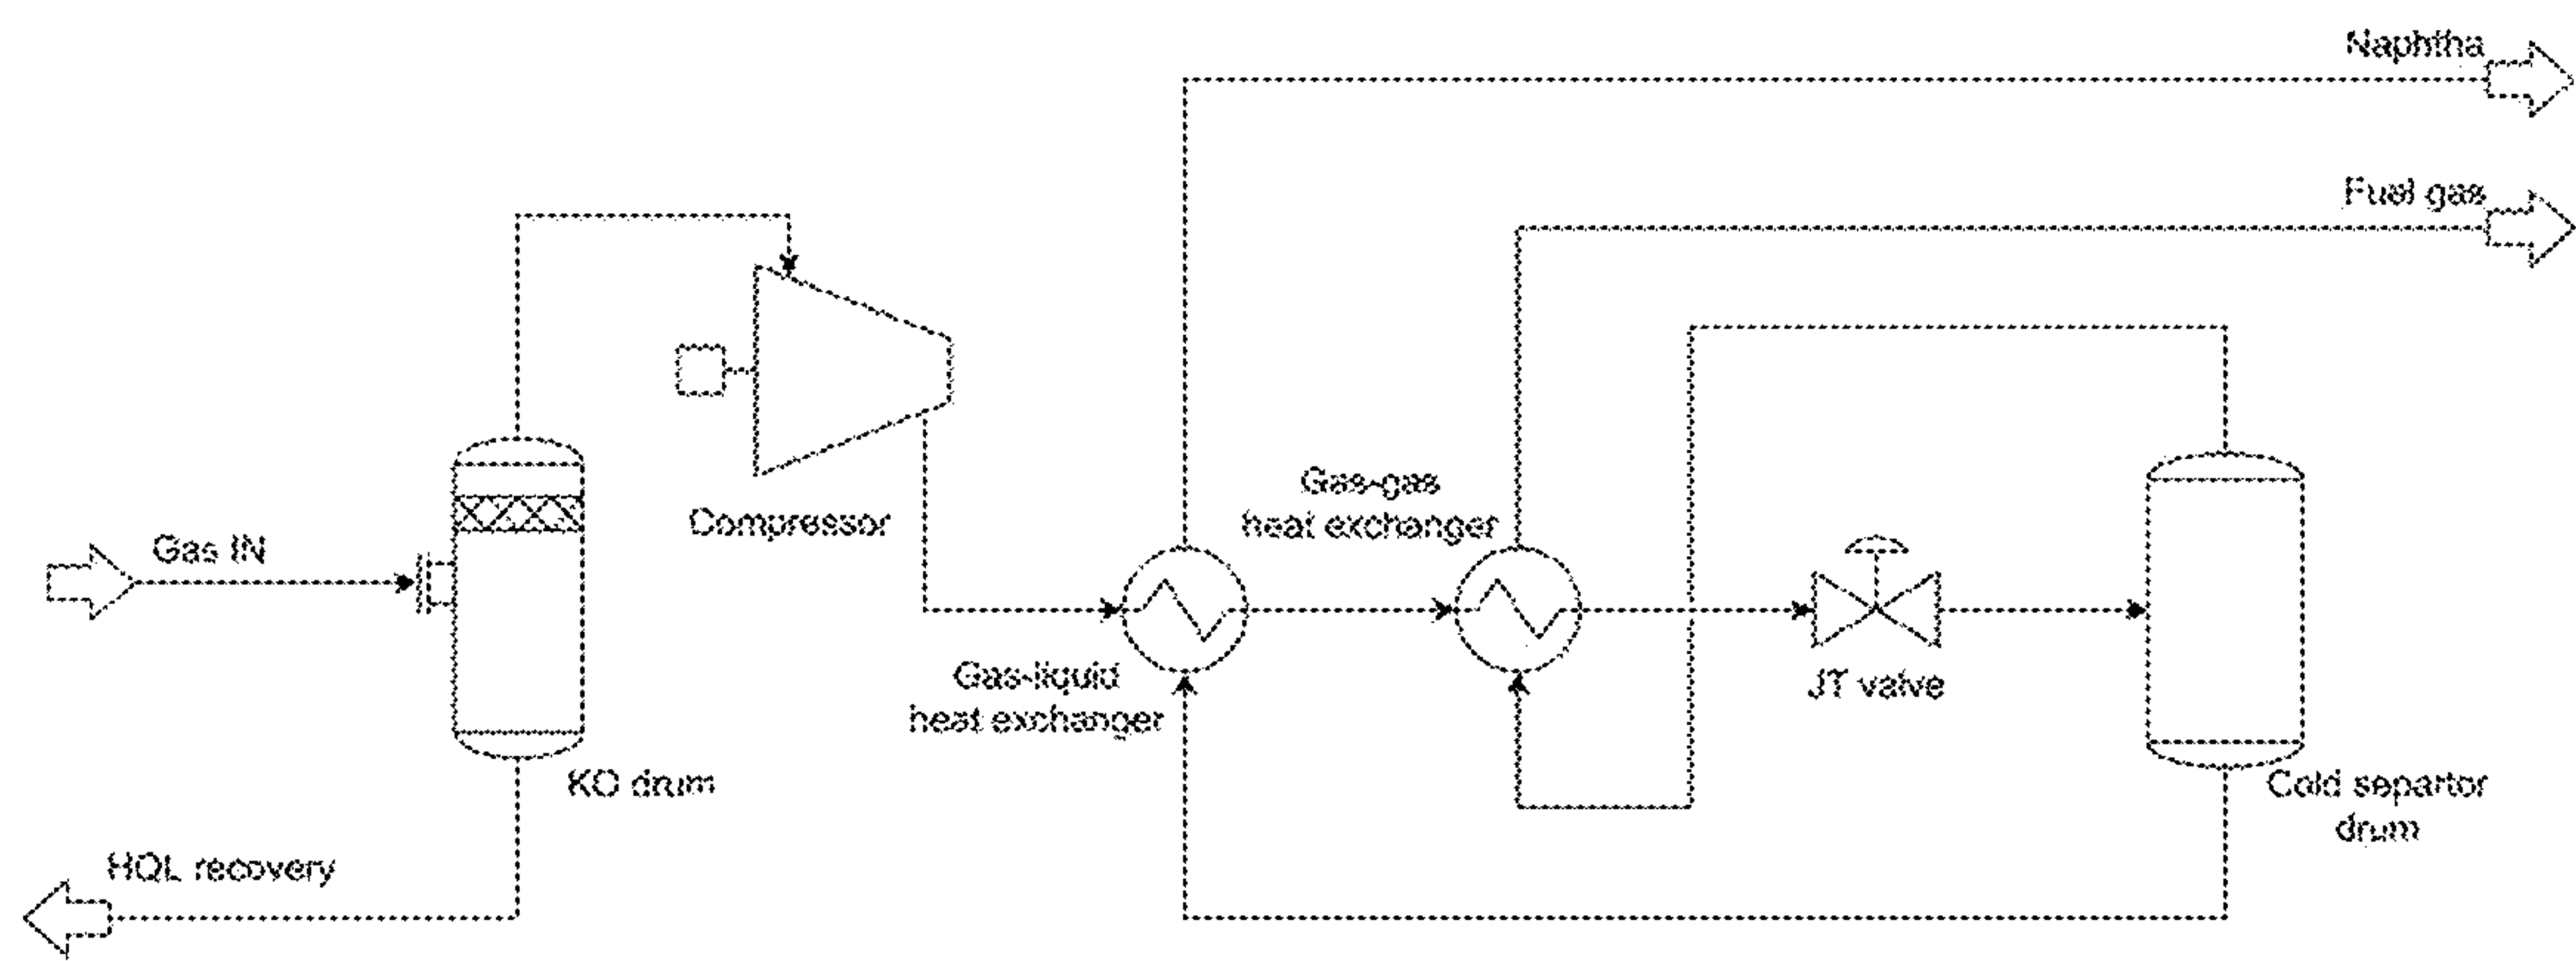 Naphtha
Fuel gas
Gas-gas
heat exchanger
Compressor
Gas IN
Gas-liquid
heat exchanger
JT valve
KO drum
Cold separtor
drum
HQL recovery